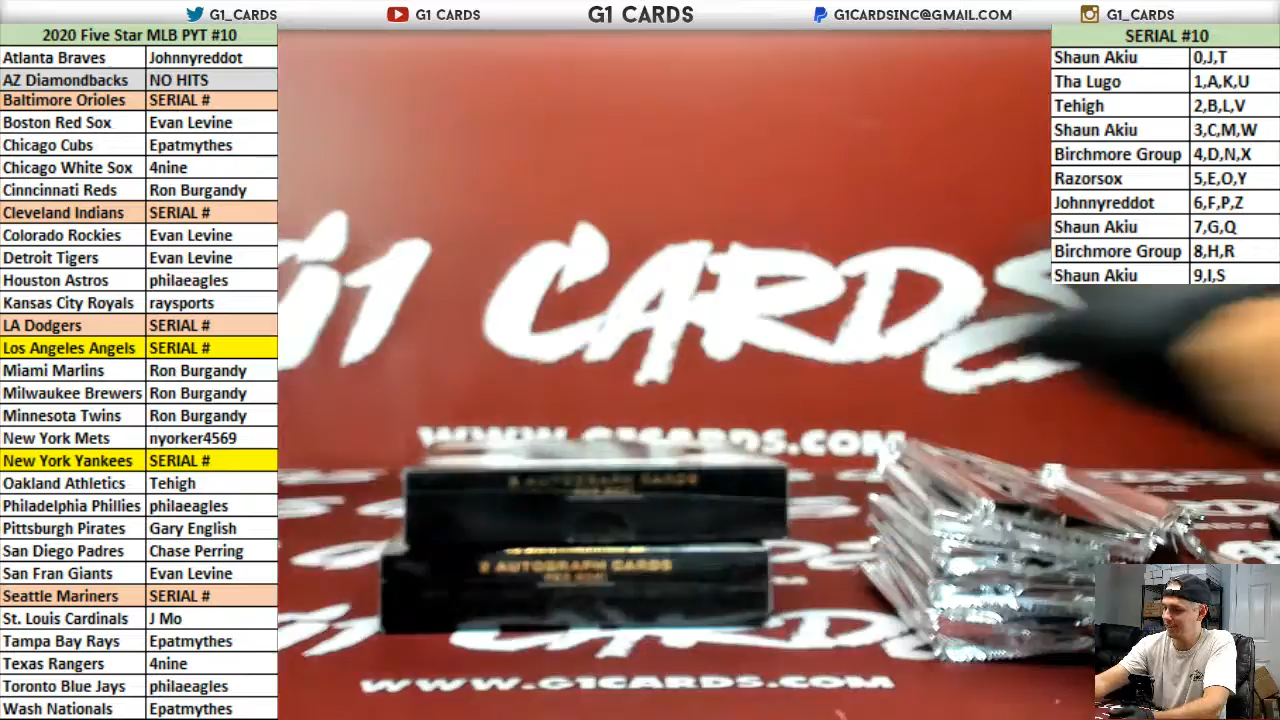 G1_CARDS G1 CARDS G1 CARDS G1CARDSINC@GMAIL.COM G1_CARDS
2020 Five Star MLB PYT #10
Atlanta Braves Johnnyreddot
AZ Diamondbacks NO HITS
Baltimore Orioles SERIAL #
Boston Red Sox Evan Levine
Chicago Cubs Epatmythes
Chicago White Sox 4nine
Cinncinnati Reds Ron Burgandy
Cleveland Indians SERIAL #
Colorado Rockies Evan Levine
Detroit Tigers Evan Levine
Houston Astros philaeagles
Kansas City Royals raysports
LA Dodgers SERIAL #
Los Angeles Angels SERIAL #
Miami Marlins Ron Burgandy
Milwaukee Brewers Ron Burgandy
Minnesota Twins Ron Burgandy
New York Mets nyorker4569
New York Yankees SERIAL #
Oakland Athletics Tehigh
Philadelphia Phillies philaeagles
Pittsburgh Pirates Gary English
San Diego Padres Chase Perring
San Fran Giants Evan Levine
Seattle Mariners SERIAL #
St. Louis Cardinals J Mo
Tampa Bay Rays Epatmythes
Texas Rangers 4nine
Toronto Blue Jays philaeagles
Wash Nationals Epatmythes
SERIAL #10
Shaun Akiu 0,J,T
Tha Lugo 1,A,K,U
Tehigh 2,B,L,V
Shaun Akiu 3,C,M,W
Birchmore Group 4,D,N,X
Razorsox 5,E,O,Y
Johnnyreddot 6,F,P,Z
Shaun Akiu 7,G,Q
Birchmore Group 8,H,R
Shaun Akiu 9,I,S
G1 CARDS
WWW.G1CARDS.COM
2 AUTOGRAPH CARDS
2 AUTOGRAPH CARDS
G1 CARDS
WWW.G1CARDS.COM